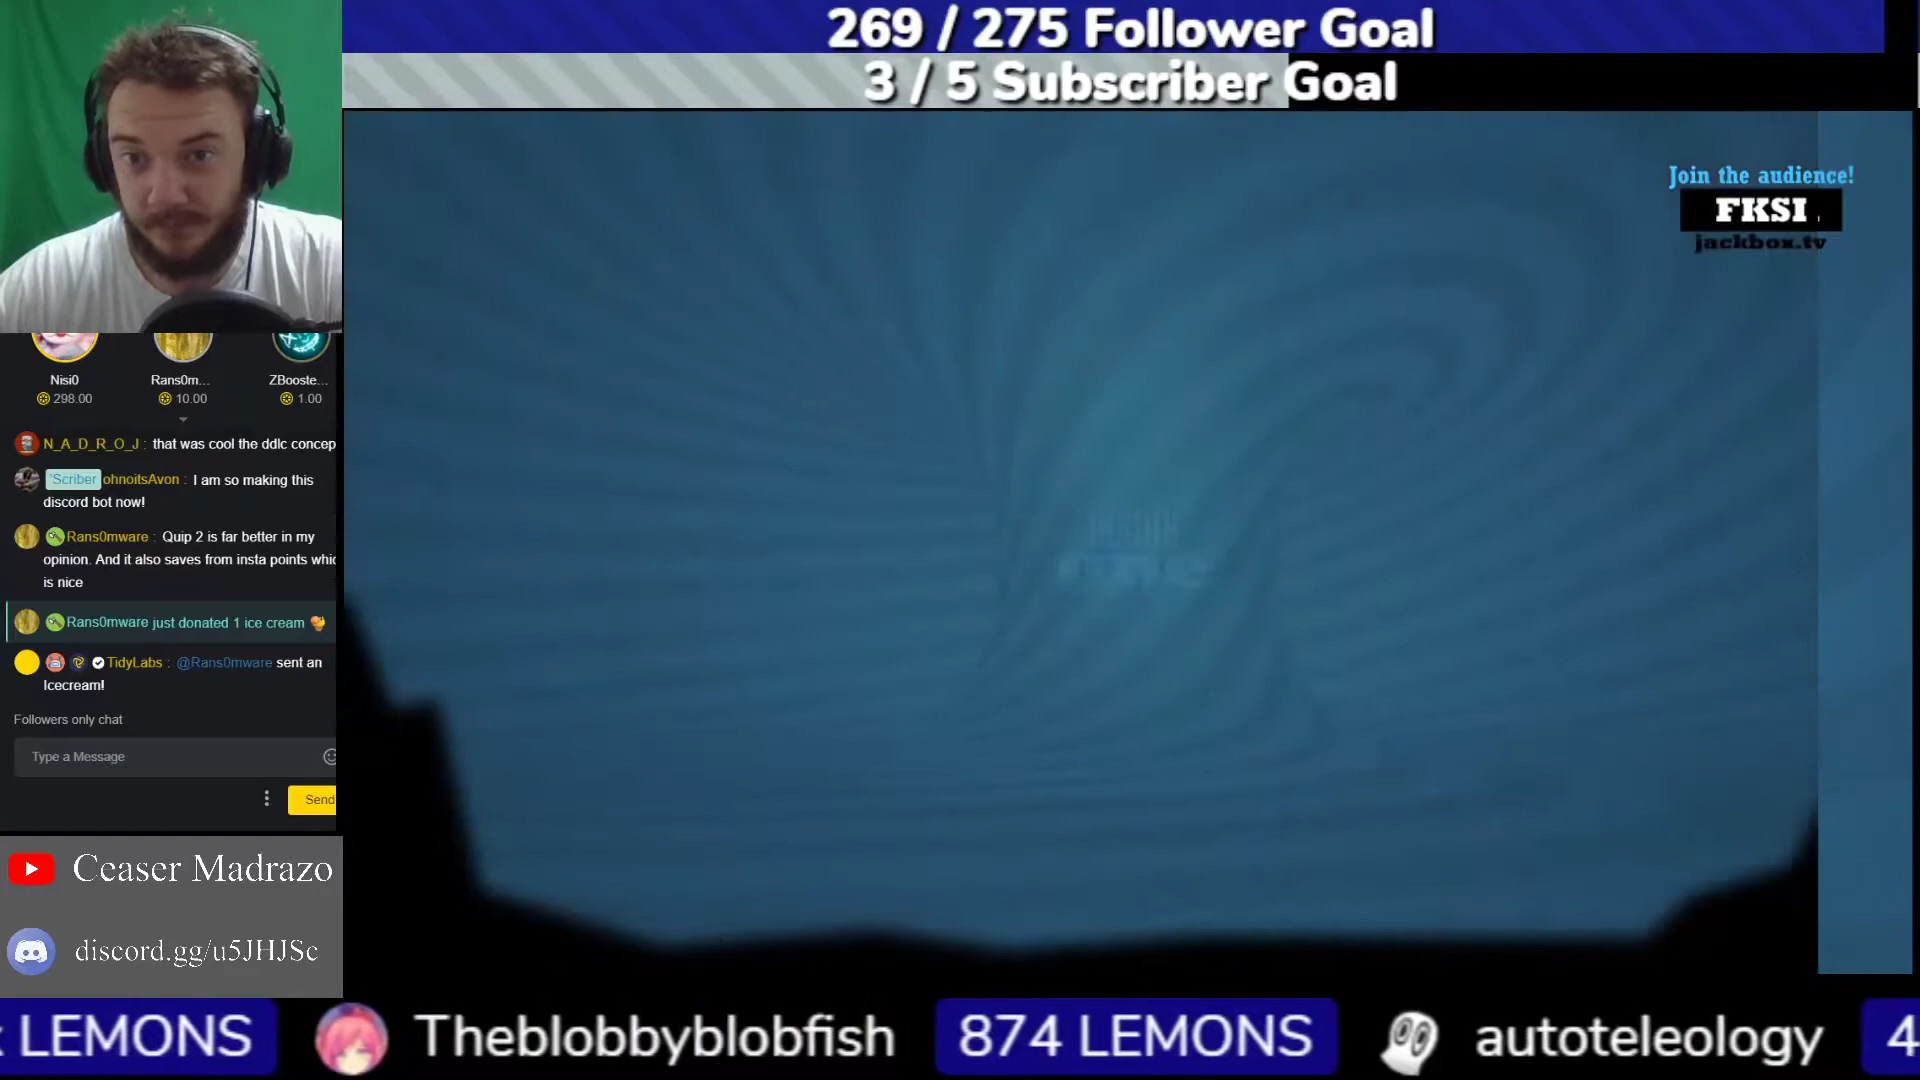 269 / 275 Follower Goal
3 / 5 Subscriber Goal
Join the audience!
FKSI
jackbox.tv
Nisi0
Rans0m...
ZBooste...
298.00
10.00
1.00
N_A_D_R_O_J : that was cool the ddlc concep
'Scriber ohnoitsAvon : I am so making this
discord bot now!
Rans0mware : Quip 2 is far better in my
opinion. And it also saves from insta points whic
is nice
Rans0mware just donated 1 ice cream
TidyLabs : @Rans0mware sent an
Icecream!
Followers only chat
Type a Message
Send
Ceaser Madrazo
discord.gg/u5JHJSc
LEMONS
Theblobbyblobfish
874 LEMONS
autoteleology
4